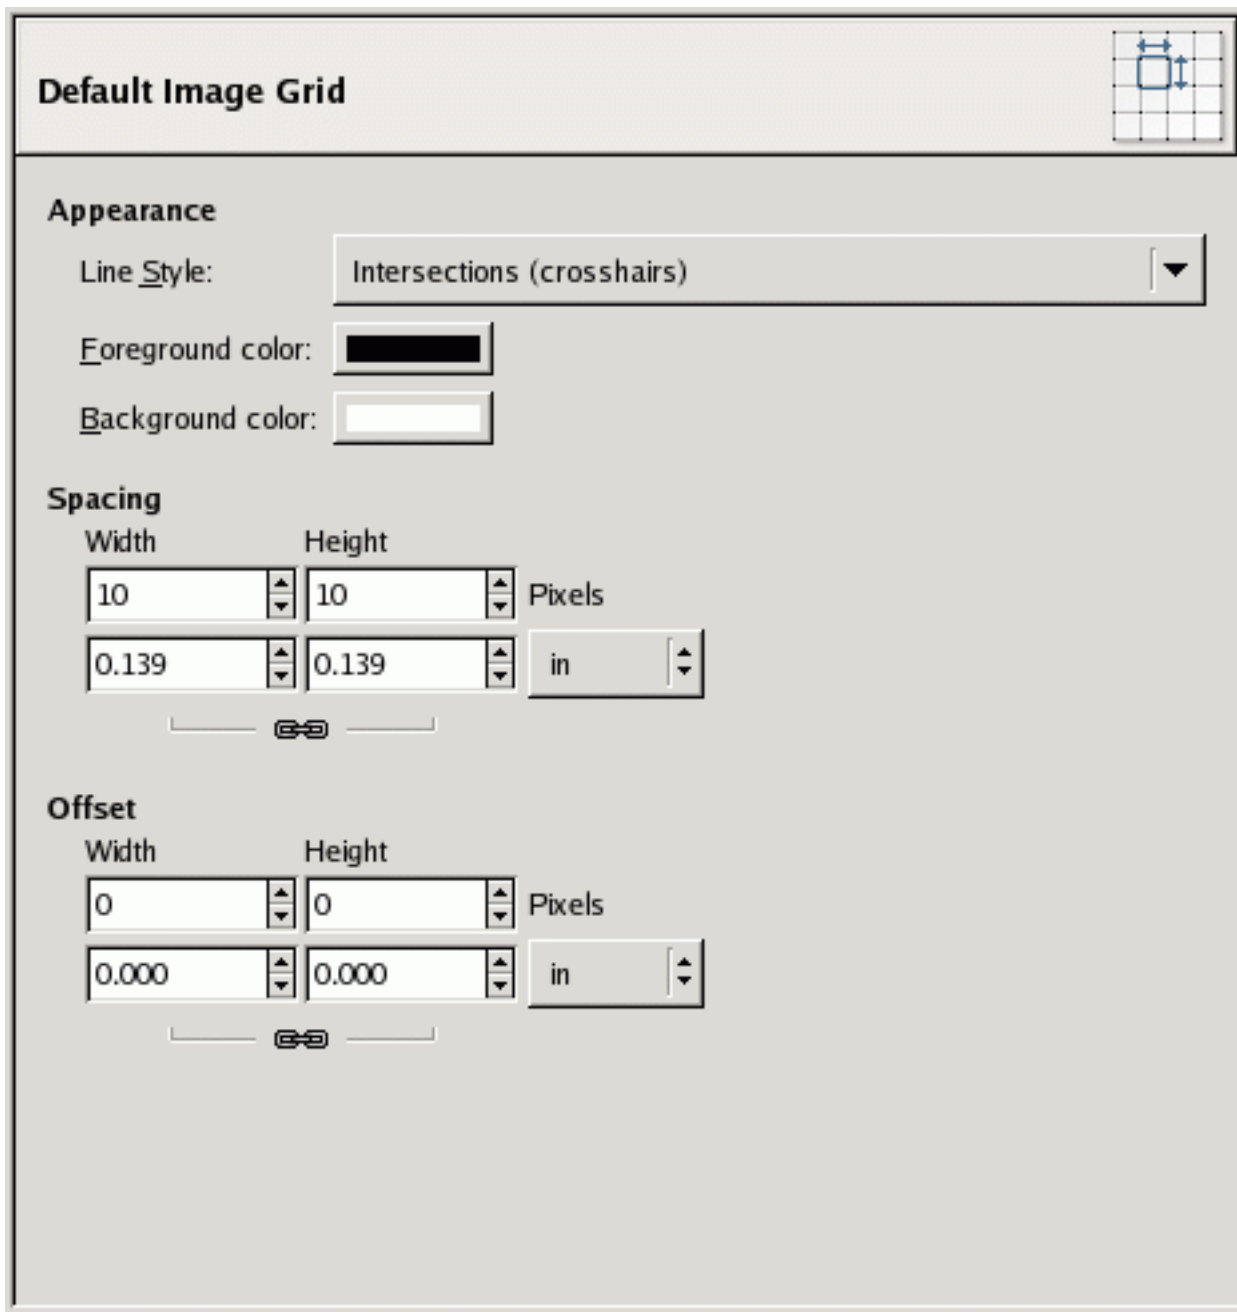 Default Image Grid
Appearance
Line Style: Intersections (crosshairs)
Foreground color:
Background color:
Spacing
Width Height
10 10 Pixels
0.139 0.139 in
Offset
Width Height
0 0 Pixels
0.000 0.000 in